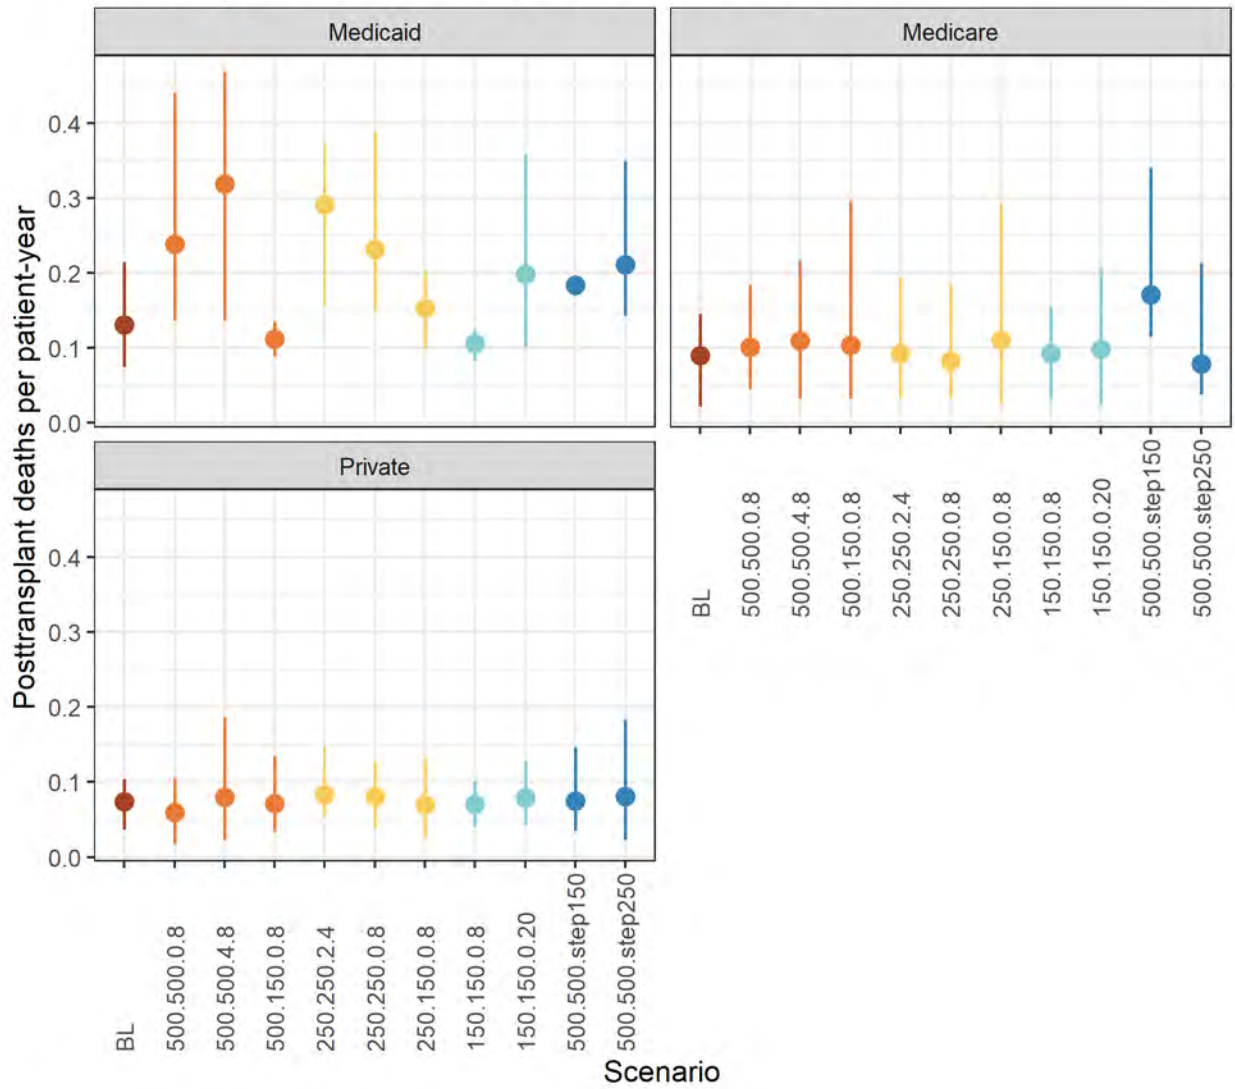 Medicaid
Medicare
Posttransplant deaths per patient-year
0.4
0.3
0.2
0.1
0.0
BL
500.500.0.8
500.500.4.8
500.150.0.8
250.250.2.4
250.250.0.8
250.150.0.8
150.150.0.8
150.150.0.20
500.500.step150
500.500.step250
Private
0.4
0.3
0.2
0.1
0.0
BL
500.500.0.8
500.500.4.8
500.150.0.8
250.250.2.4
250.250.0.8
250.150.0.8
150.150.0.8
150.150.0.20
500.500.step150
500.500.step250
Scenario